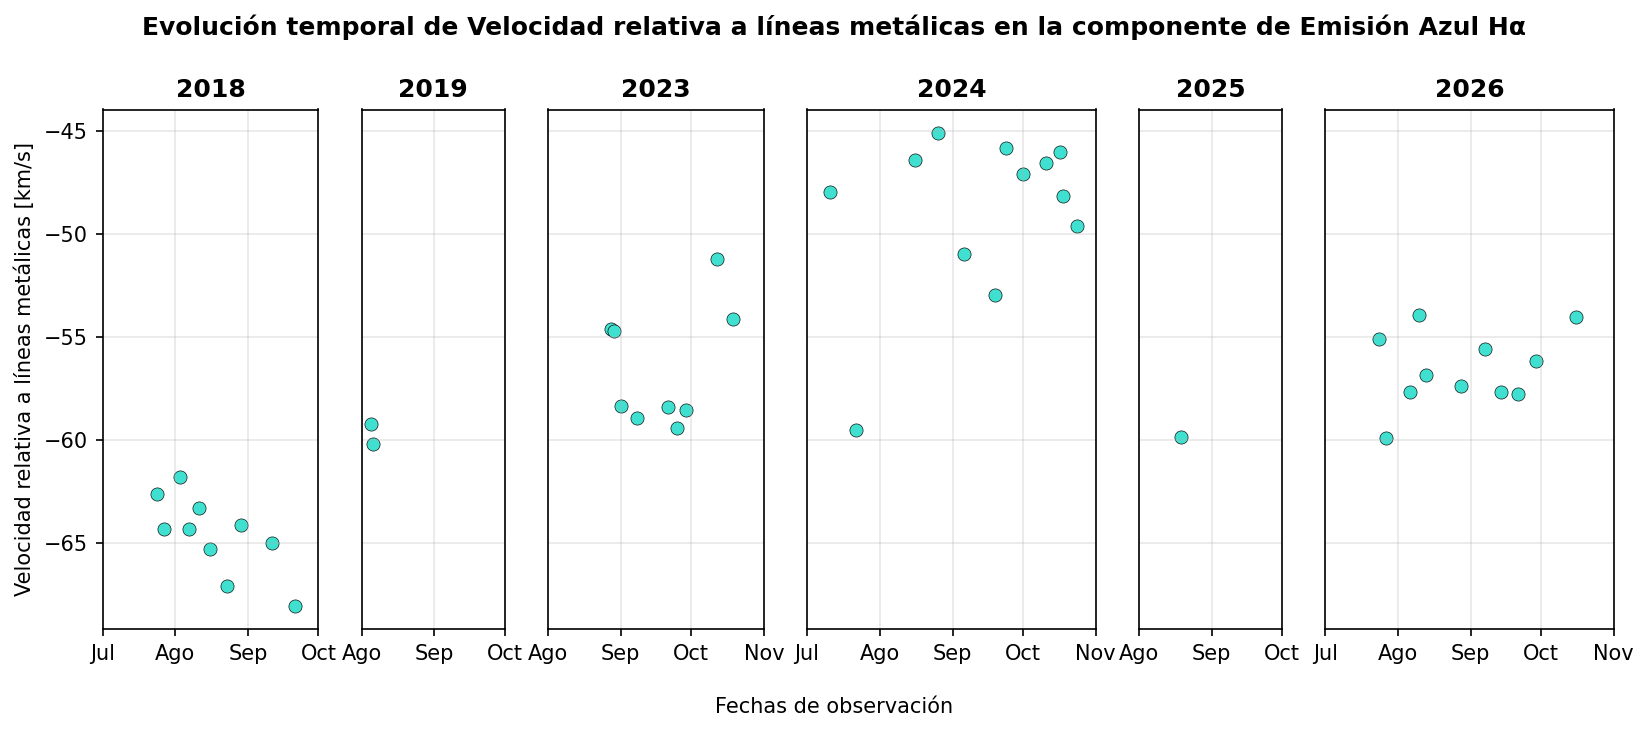 Evolución temporal de Velocidad relativa a líneas metálicas en la componente de Emisión Azul Hα
2018 2019 2023 2024 2025 2026
Velocidad relativa a líneas metálicas [km/s]
−45
−50
−55
−60
−65
Jul Ago Sep Oct Ago Sep Oct Ago Sep Oct Nov Jul Ago Sep Oct Nov Ago Sep Oct Jul Ago Sep Oct Nov
Fechas de observación